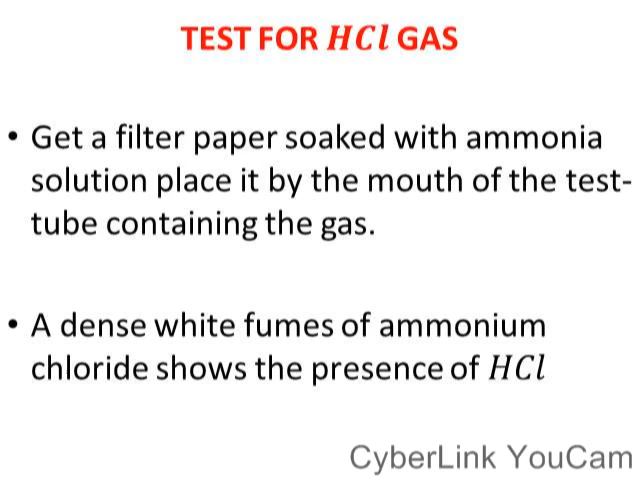 TEST FOR HCl GAS
• Get a filter paper soaked with ammonia
solution place it by the mouth of the test-
tube containing the gas.
• A dense white fumes of ammonium
chloride shows the presence of HCl
CyberLink YouCam